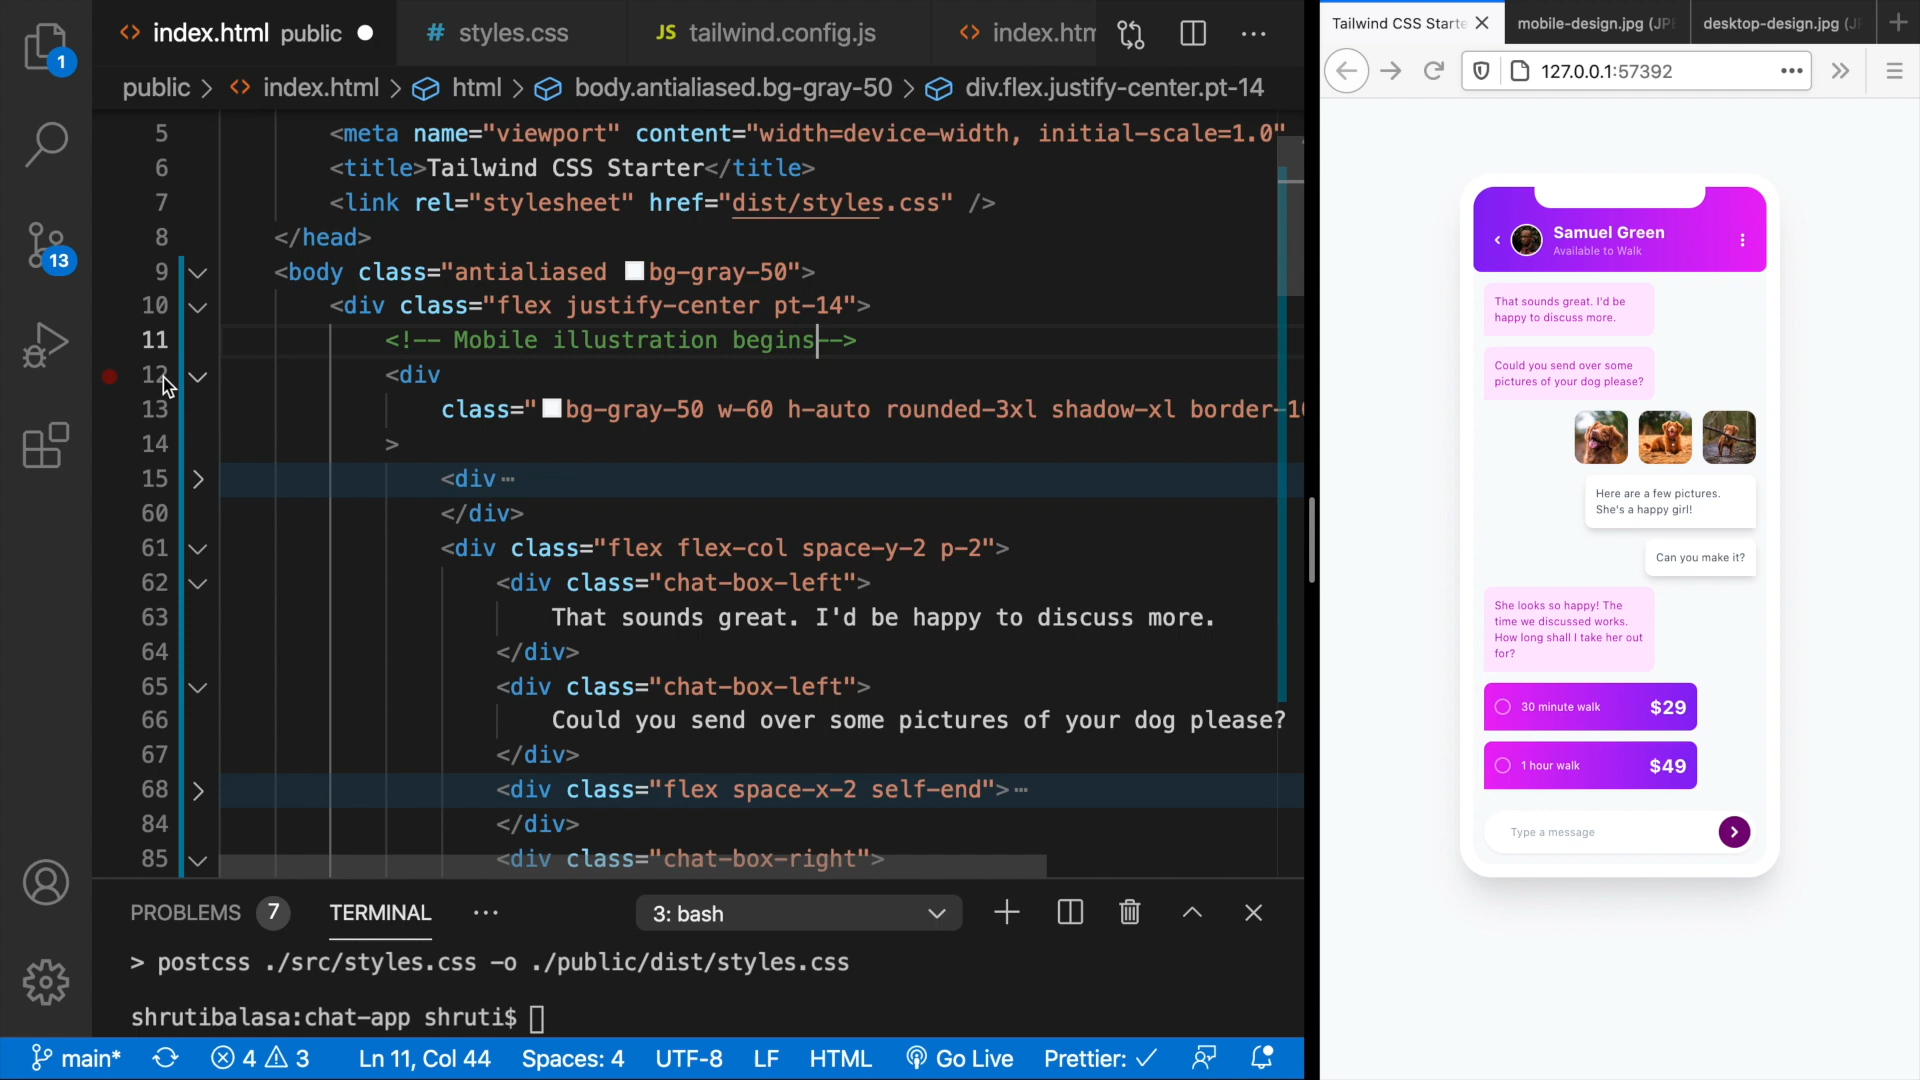 1
13
<> index.html public ●
# styles.css
JS tailwind.config.js
<> index.htm
public > <> index.html > html > body.antialiased.bg-gray-50 > div.flex.justify-center.pt-14
5 <meta name="viewport" content="width=device-width, initial-scale=1.0"
6 <title>Tailwind CSS Starter</title>
7 <link rel="stylesheet" href="dist/styles.css" />
8 </head>
9 <body class="antialiased bg-gray-50">
10 <div class="flex justify-center pt-14">
11 <!-- Mobile illustration begins-->
12 <div
13 class="bg-gray-50 w-60 h-auto rounded-3xl shadow-xl border-10
14 >
15 <div…
60 </div>
61 <div class="flex flex-col space-y-2 p-2">
62 <div class="chat-box-left">
63 That sounds great. I'd be happy to discuss more.
64 </div>
65 <div class="chat-box-left">
66 Could you send over some pictures of your dog please?
67 </div>
68 <div class="flex space-x-2 self-end">…
84 </div>
85 <div class="chat-box-right">
PROBLEMS 7 TERMINAL … 3: bash
> postcss ./src/styles.css -o ./public/dist/styles.css
shrutibalasa:chat-app shruti$
main* 4 3 Ln 11, Col 44 Spaces: 4 UTF-8 LF HTML Go Live Prettier: ✓
Tailwind CSS Starte
mobile-design.jpg (JPE
desktop-design.jpg (JP
127.0.0.1:57392
Samuel Green
Available to Walk
That sounds great. I'd be
happy to discuss more.
Could you send over some
pictures of your dog please?
Here are a few pictures.
She's a happy girl!
Can you make it?
She looks so happy! The
time we discussed works.
How long shall I take her out
for?
30 minute walk $29
1 hour walk $49
Type a message